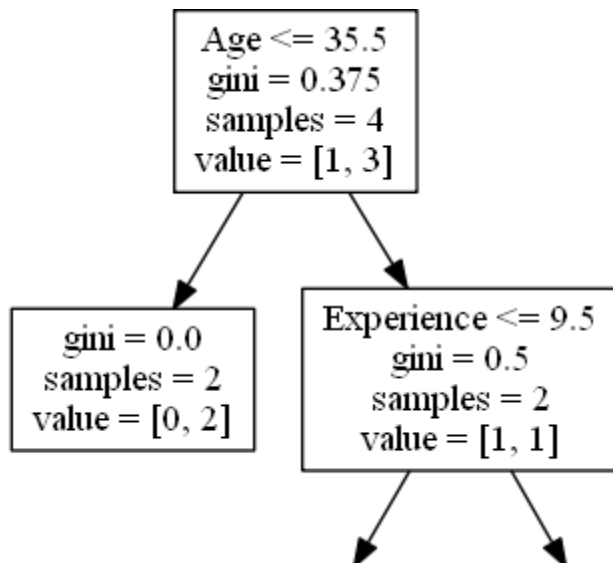 Age <= 35.5
gini = 0.375
samples = 4
value = [1, 3]
gini = 0.0
samples = 2
value = [0, 2]
Experience <= 9.5
gini = 0.5
samples = 2
value = [1, 1]